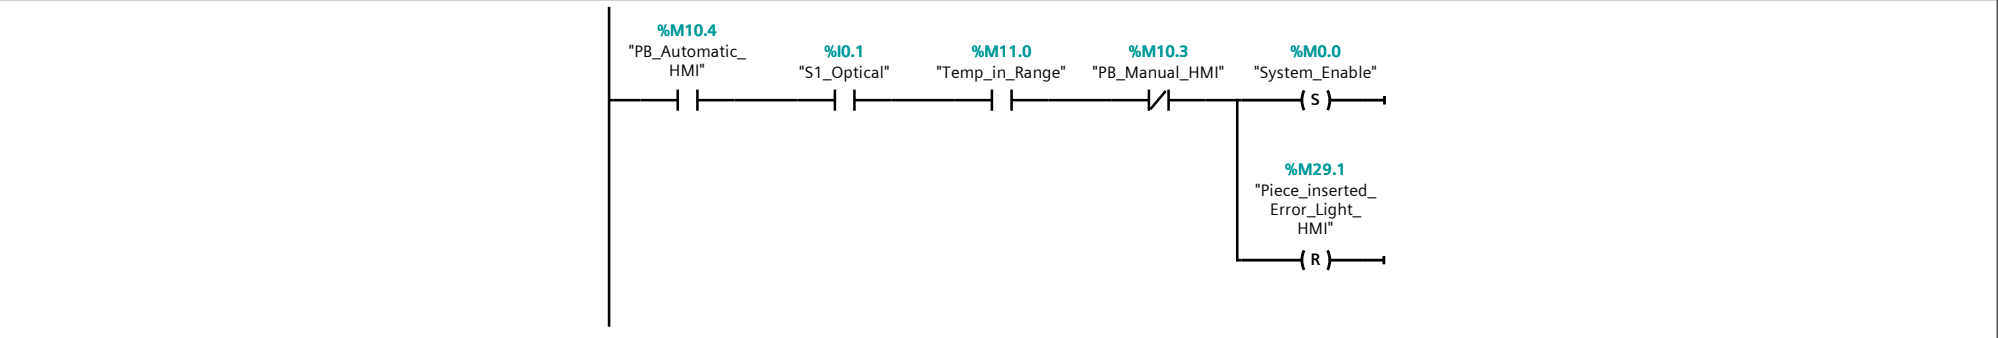 %M10.4
"PB_Automatic_
HMI"
%I0.1
"S1_Optical"
%M11.0
"Temp_in_Range"
%M10.3
"PB_Manual_HMI"
%M0.0
"System_Enable"
S
%M29.1
"Piece_inserted_
Error_Light_
HMI"
R